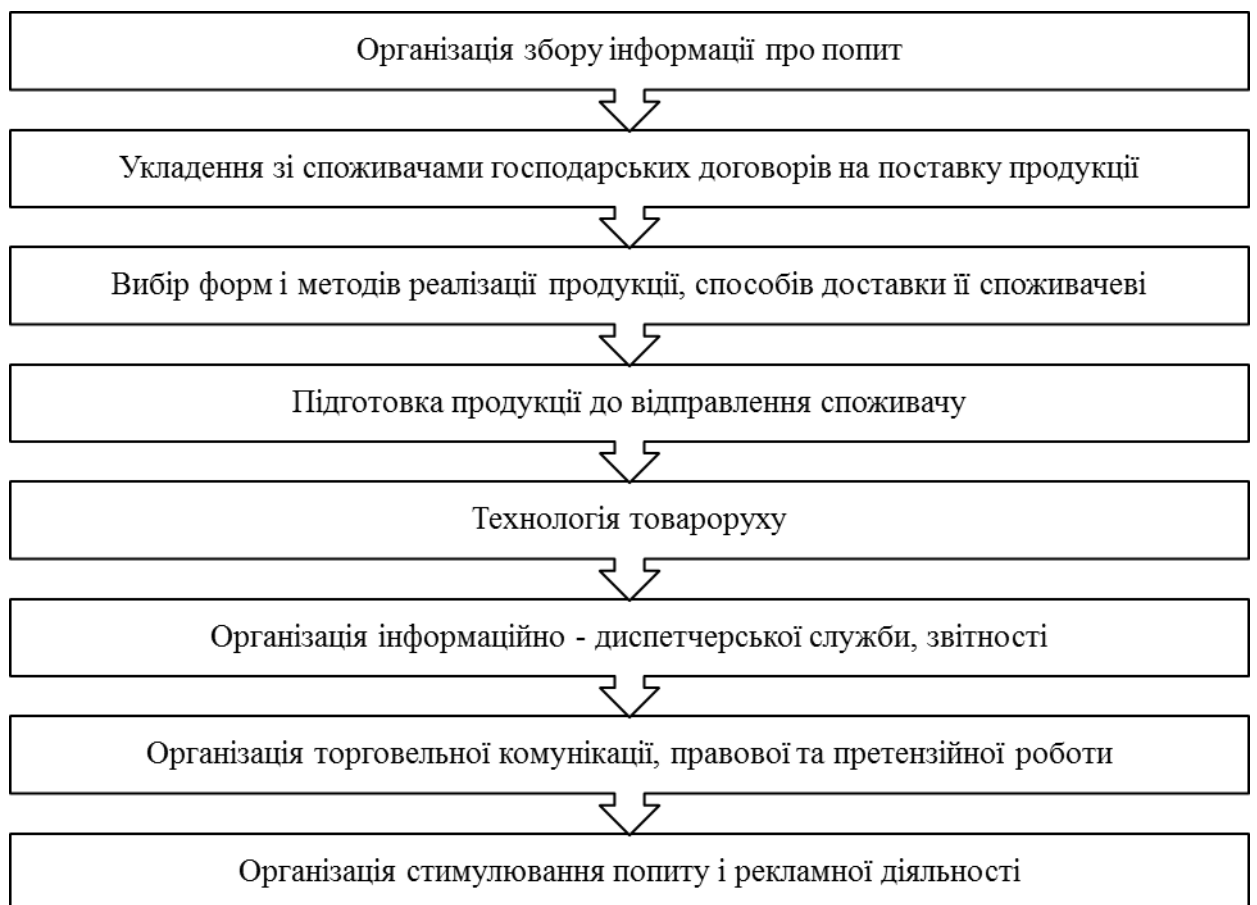 Організація збору інформації про попит
Укладення зі споживачами господарських договорів на поставку продукції
Вибір форм і методів реалізації продукції, способів доставки її споживачеві
Підготовка продукції до відправлення споживачу
Технологія товароруху
Організація інформаційно - диспетчерської служби, звітності
Організація торговельної комунікації, правової та претензійної роботи
Організація стимулювання попиту і рекламної діяльності